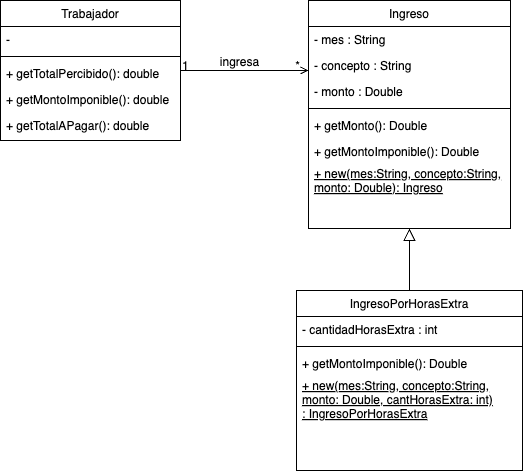 Trabajador
-
+ getTotalPercibido(): double
+ getMontoImponible(): double
+ getTotalAPagar(): double
1
ingresa
*
Ingreso
- mes : String
- concepto : String
- monto : Double
+ getMonto(): Double
+ getMontoImponible(): Double
+ new(mes:String, concepto:String,
monto: Double): Ingreso
IngresoPorHorasExtra
- cantidadHorasExtra : int
+ getMontoImponible(): Double
+ new(mes:String, concepto:String,
monto: Double, cantHorasExtra: int)
: IngresoPorHorasExtra